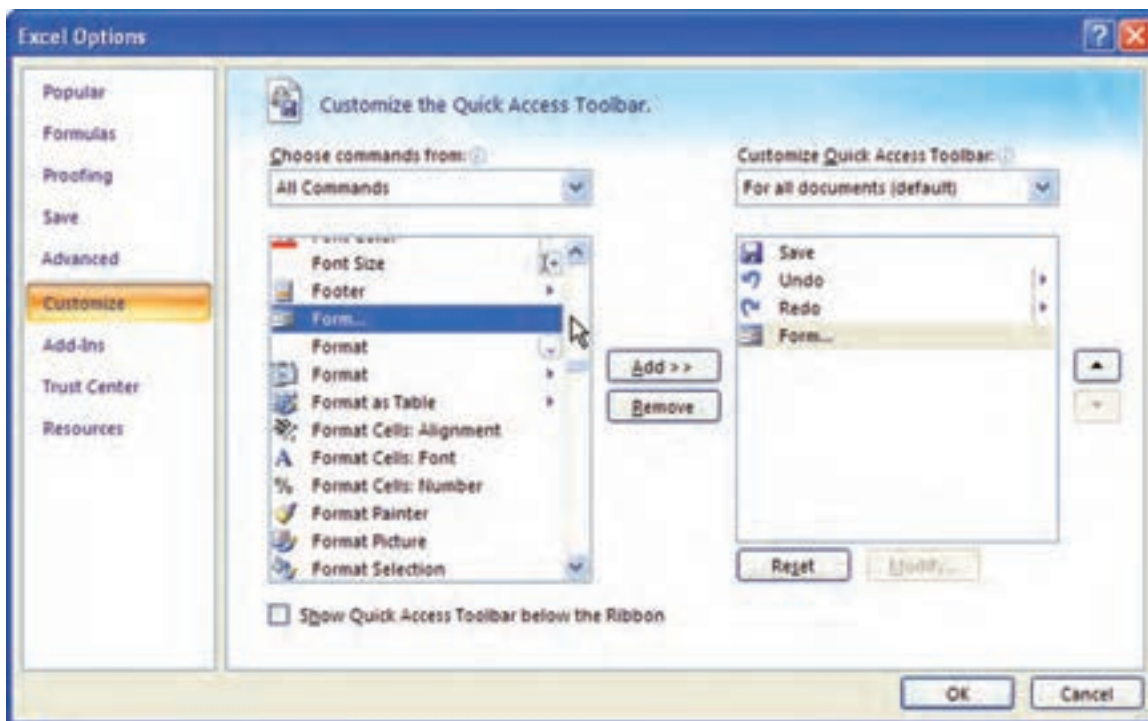 Excel Options
Popular
Formulas
Proofing
Save
Advanced
Customize
Add-Ins
Trust Center
Resources
Customize the Quick Access Toolbar.
Choose commands from:
All Commands
Font Color
Font Size
Footer
Form...
Format
Format
Format as Table
Format Cells: Alignment
Format Cells: Font
Format Cells: Number
Format Painter
Format Picture
Format Selection
Show Quick Access Toolbar below the Ribbon
Add >>
Remove
Customize Quick Access Toolbar:
For all documents (default)
Save
Undo
Redo
Form...
Reset
Modify...
OK
Cancel